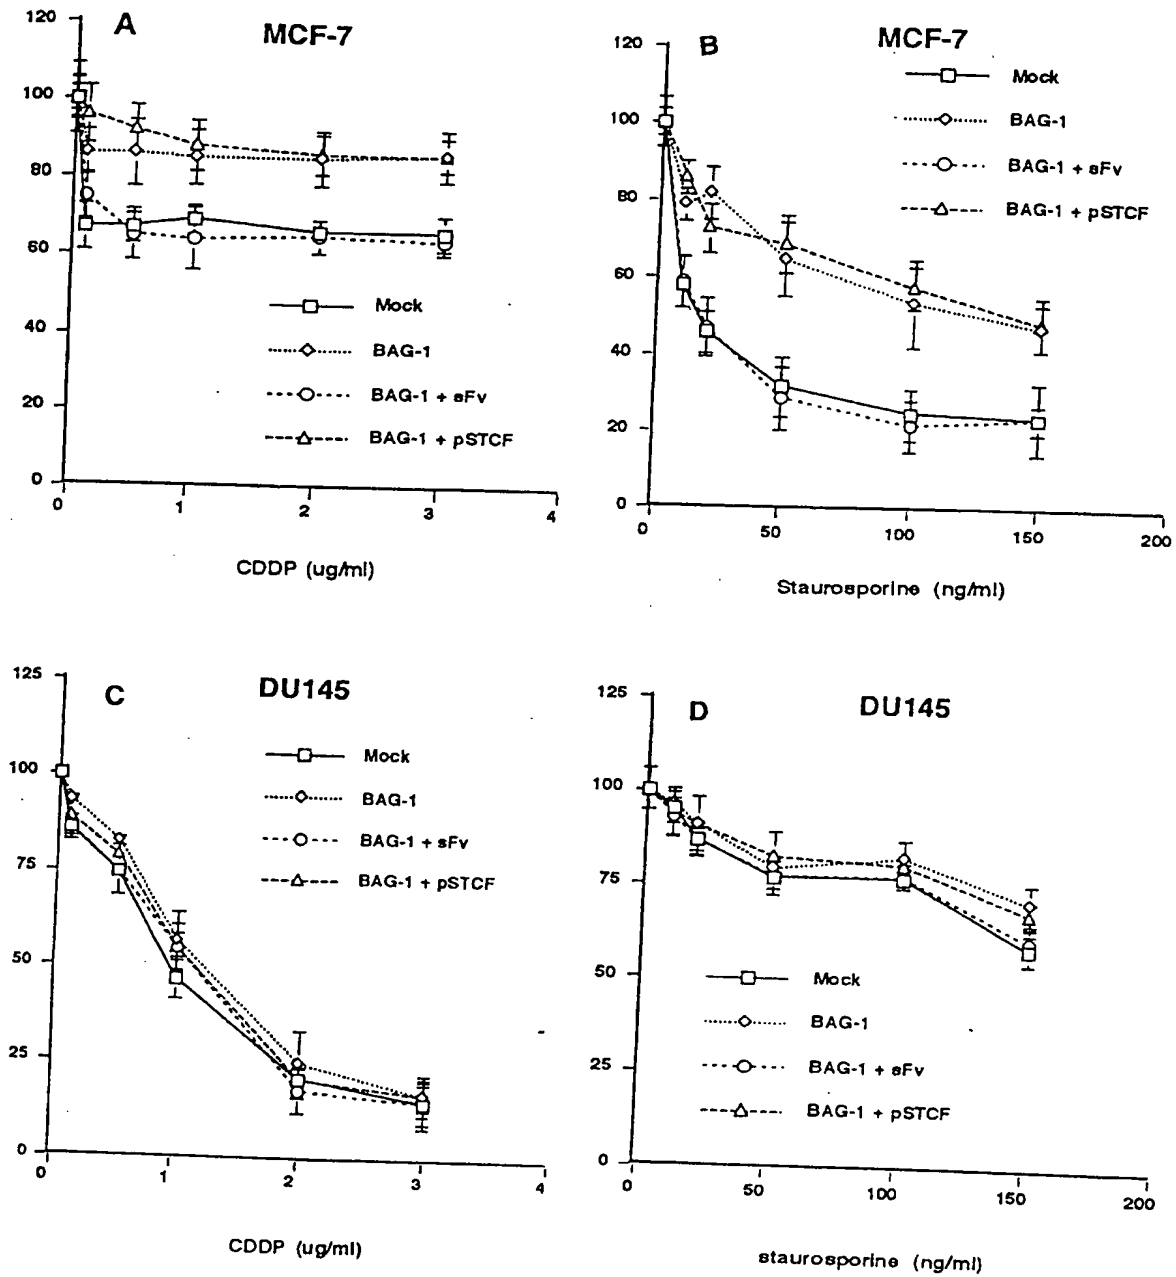 A
MCF-7
120
100
80
60
40
20
0
Mock
BAG-1
BAG-1 + sFv
BAG-1 + pSTCF
0 1 2 3 4
CDDP (ug/ml)
B
MCF-7
120
100
80
60
40
20
0
Mock
BAG-1
BAG-1 + sFv
BAG-1 + pSTCF
0 50 100 150 200
Staurosporine (ng/ml)
C
DU145
125
100
75
50
25
0
Mock
BAG-1
BAG-1 + sFv
BAG-1 + pSTCF
0 1 2 3 4
CDDP (ug/ml)
D
DU145
125
100
75
50
25
0
Mock
BAG-1
BAG-1 + sFv
BAG-1 + pSTCF
0 50 100 150 200
staurosporine (ng/ml)